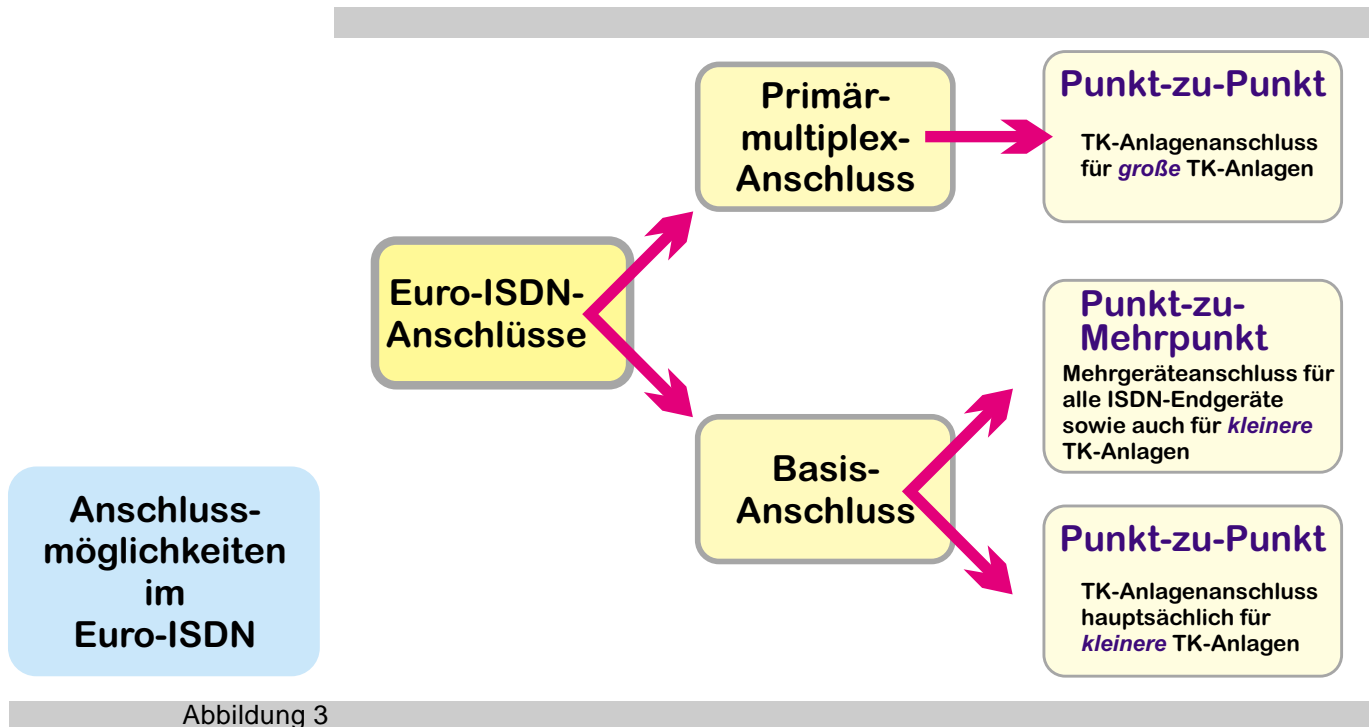 Primär-
multiplex-
Anschluss
Punkt-zu-Punkt
TK-Anlagenanschluss
für große TK-Anlagen
Euro-ISDN-
Anschlüsse
Punkt-zu-
Mehrpunkt
Mehrgeräteanschluss für
alle ISDN-Endgeräte
sowie auch für kleinere
TK-Anlagen
Basis-
Anschluss
Punkt-zu-Punkt
TK-Anlagenanschluss
hauptsächlich für
kleinere TK-Anlagen
Anschluss-
möglichkeiten
im
Euro-ISDN
Abbildung 3